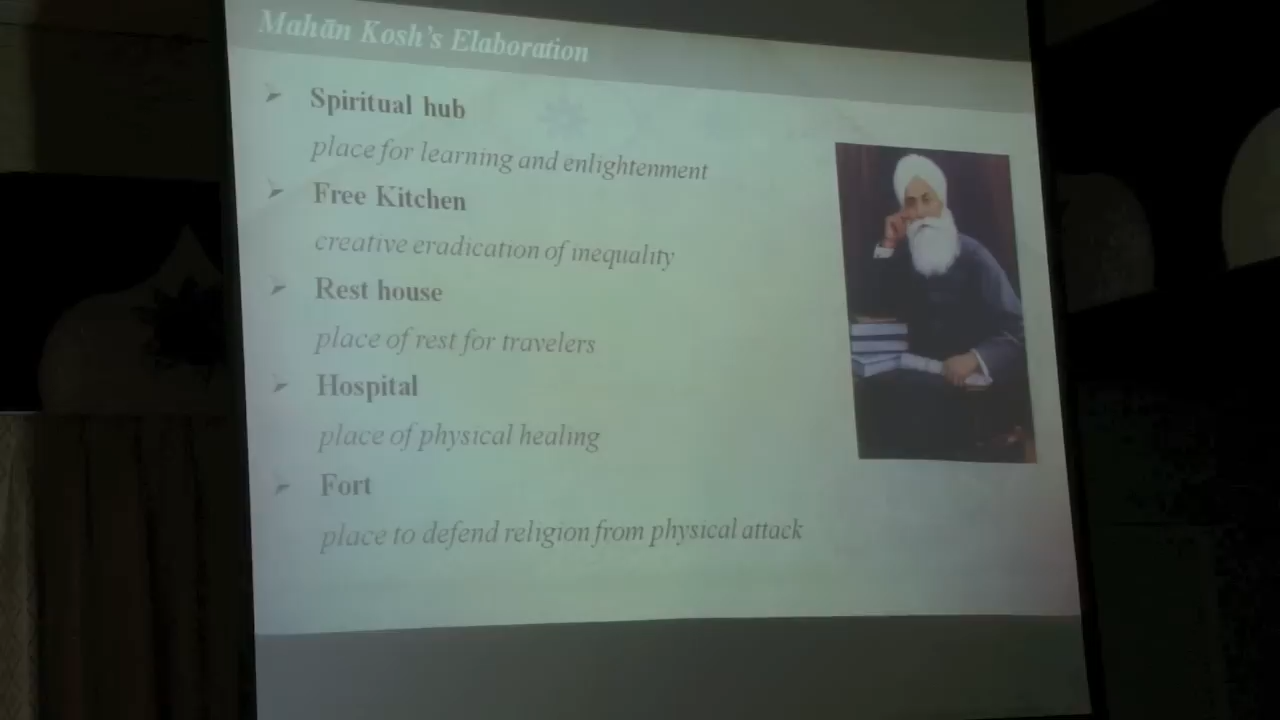 Mahān Kosh's Elaboration
Spiritual hub
place for learning and enlightenment
Free Kitchen
creative eradication of inequality
Rest house
place of rest for travelers
Hospital
place of physical healing
Fort
place to defend religion from physical attack